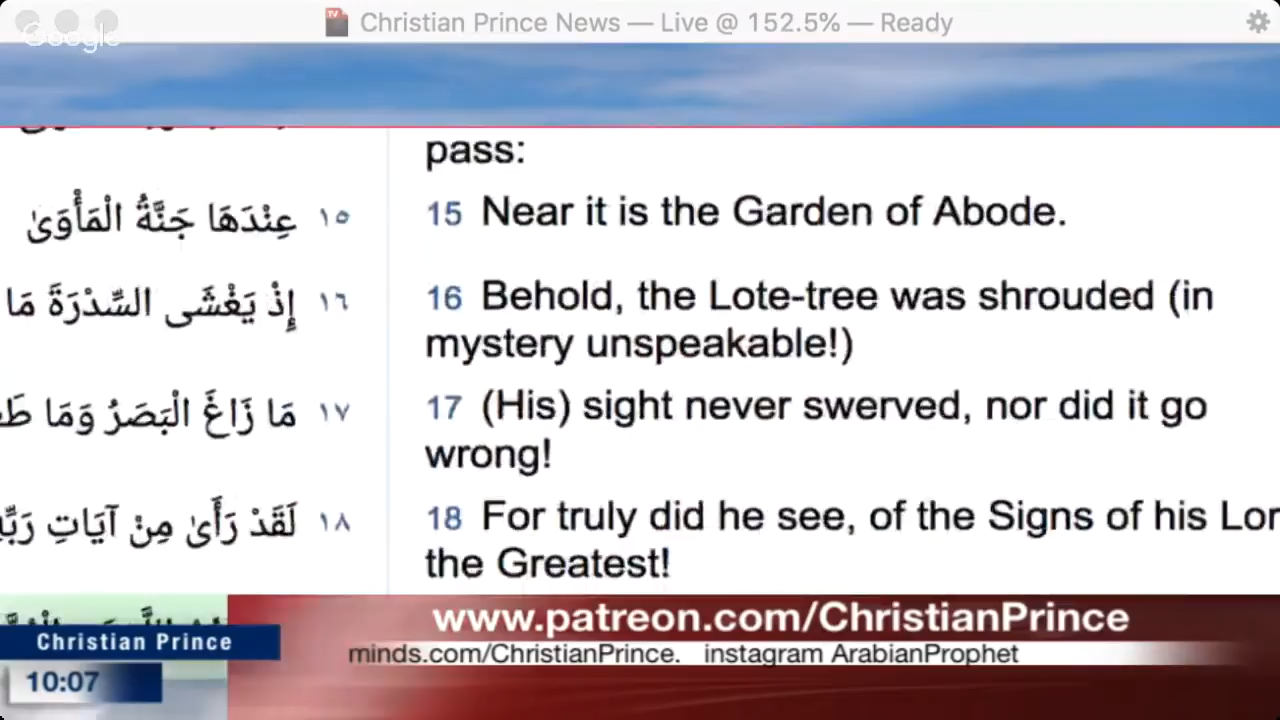 Christian Prince News — Live @ 152.5% — Ready
Google
pass:
عِنْدَهَا جَنَّةُ الْمَأْوَىٰ ١٥
15 Near it is the Garden of Abode.
إِذْ يَغْشَى السِّدْرَةَ مَا ١٦
16 Behold, the Lote-tree was shrouded (in
mystery unspeakable!)
مَا زَاغَ الْبَصَرُ وَمَا ١٧
17 (His) sight never swerved, nor did it go
wrong!
لَقَدْ رَأَىٰ مِنْ آيَاتِ ١٨
18 For truly did he see, of the Signs of his
the Greatest!
www.patreon.com/ChristianPrince
Christian Prince
minds.com/ChristianPrince. instagram ArabianProphet
10:07